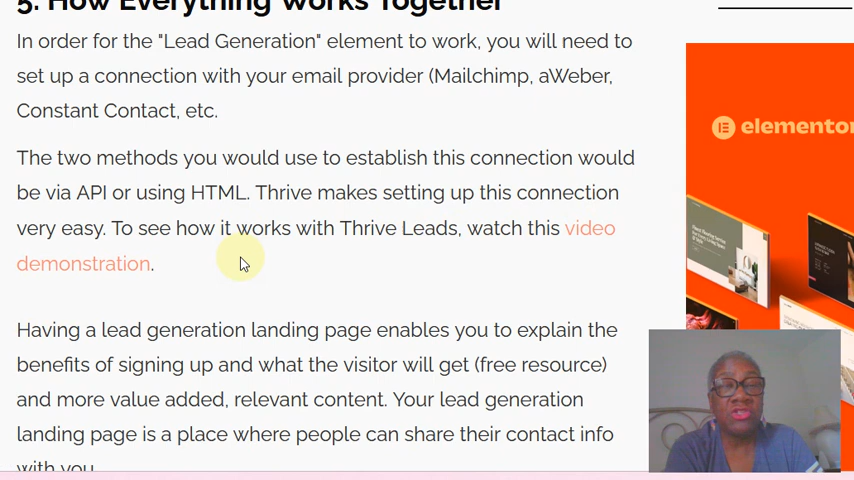 5. How Everything Works Together
In order for the "Lead Generation" element to work, you will need to
set up a connection with your email provider (Mailchimp, aWeber,
Constant Contact, etc.
The two methods you would use to establish this connection would
be via API or using HTML. Thrive makes setting up this connection
very easy. To see how it works with Thrive Leads, watch this video
demonstration.
Having a lead generation landing page enables you to explain the
benefits of signing up and what the visitor will get (free resource)
and more value added, relevant content. Your lead generation
landing page is a place where people can share their contact info
with you
elementor